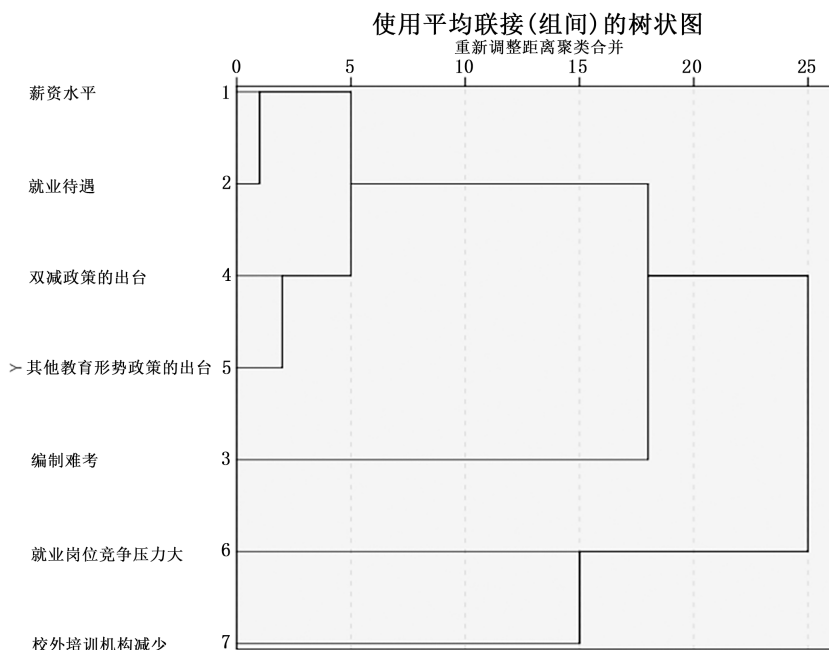 使用平均联接(组间)的树状图
重新调整距离聚类合并
0 5 10 15 20 25
薪资水平 1
就业待遇 2
双减政策的出台 4
Y 其他教育形势政策的出台 5
编制难考 3
就业岗位竞争压力大 6
校外培训机构减少 7